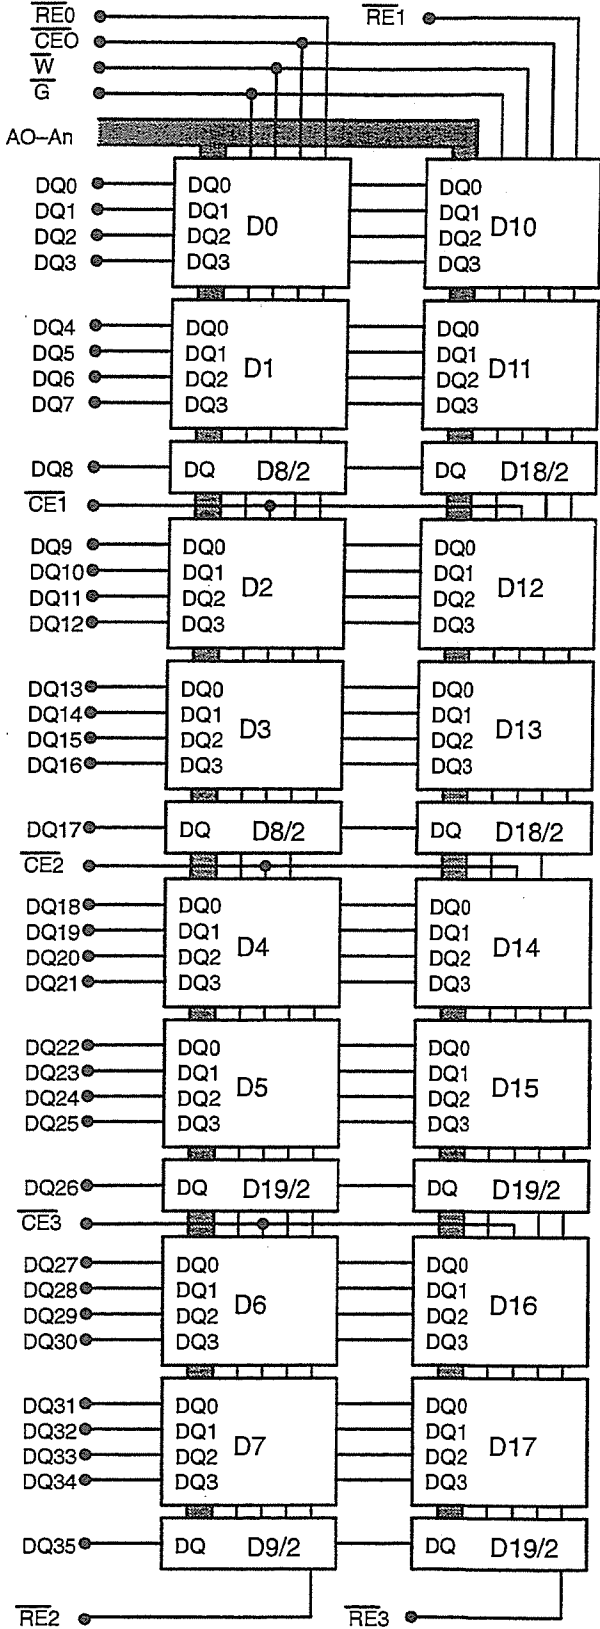 RE0 RE1
CEO
W
G
AO–An
DQ0 DQ0 DQ0
DQ1 DQ1 D0 DQ1 D10
DQ2 DQ2 DQ2
DQ3 DQ3 DQ3
DQ4 DQ0 DQ0
DQ5 DQ1 D1 DQ1 D11
DQ6 DQ2 DQ2
DQ7 DQ3 DQ3
DQ8 DQ D8/2 DQ D18/2
CE1
DQ9 DQ0 DQ0
DQ10 DQ1 D2 DQ1 D12
DQ11 DQ2 DQ2
DQ12 DQ3 DQ3
DQ13 DQ0 DQ0
DQ14 DQ1 D3 DQ1 D13
DQ15 DQ2 DQ2
DQ16 DQ3 DQ3
DQ17 DQ D8/2 DQ D18/2
CE2
DQ18 DQ0 DQ0
DQ19 DQ1 D4 DQ1 D14
DQ20 DQ2 DQ2
DQ21 DQ3 DQ3
DQ22 DQ0 DQ0
DQ23 DQ1 D5 DQ1 D15
DQ24 DQ2 DQ2
DQ25 DQ3 DQ3
DQ26 DQ D19/2 DQ D19/2
CE3
DQ27 DQ0 DQ0
DQ28 DQ1 D6 DQ1 D16
DQ29 DQ2 DQ2
DQ30 DQ3 DQ3
DQ31 DQ0 DQ0
DQ32 DQ1 D7 DQ1 D17
DQ33 DQ2 DQ2
DQ34 DQ3 DQ3
DQ35 DQ D9/2 DQ D19/2
RE2 RE3